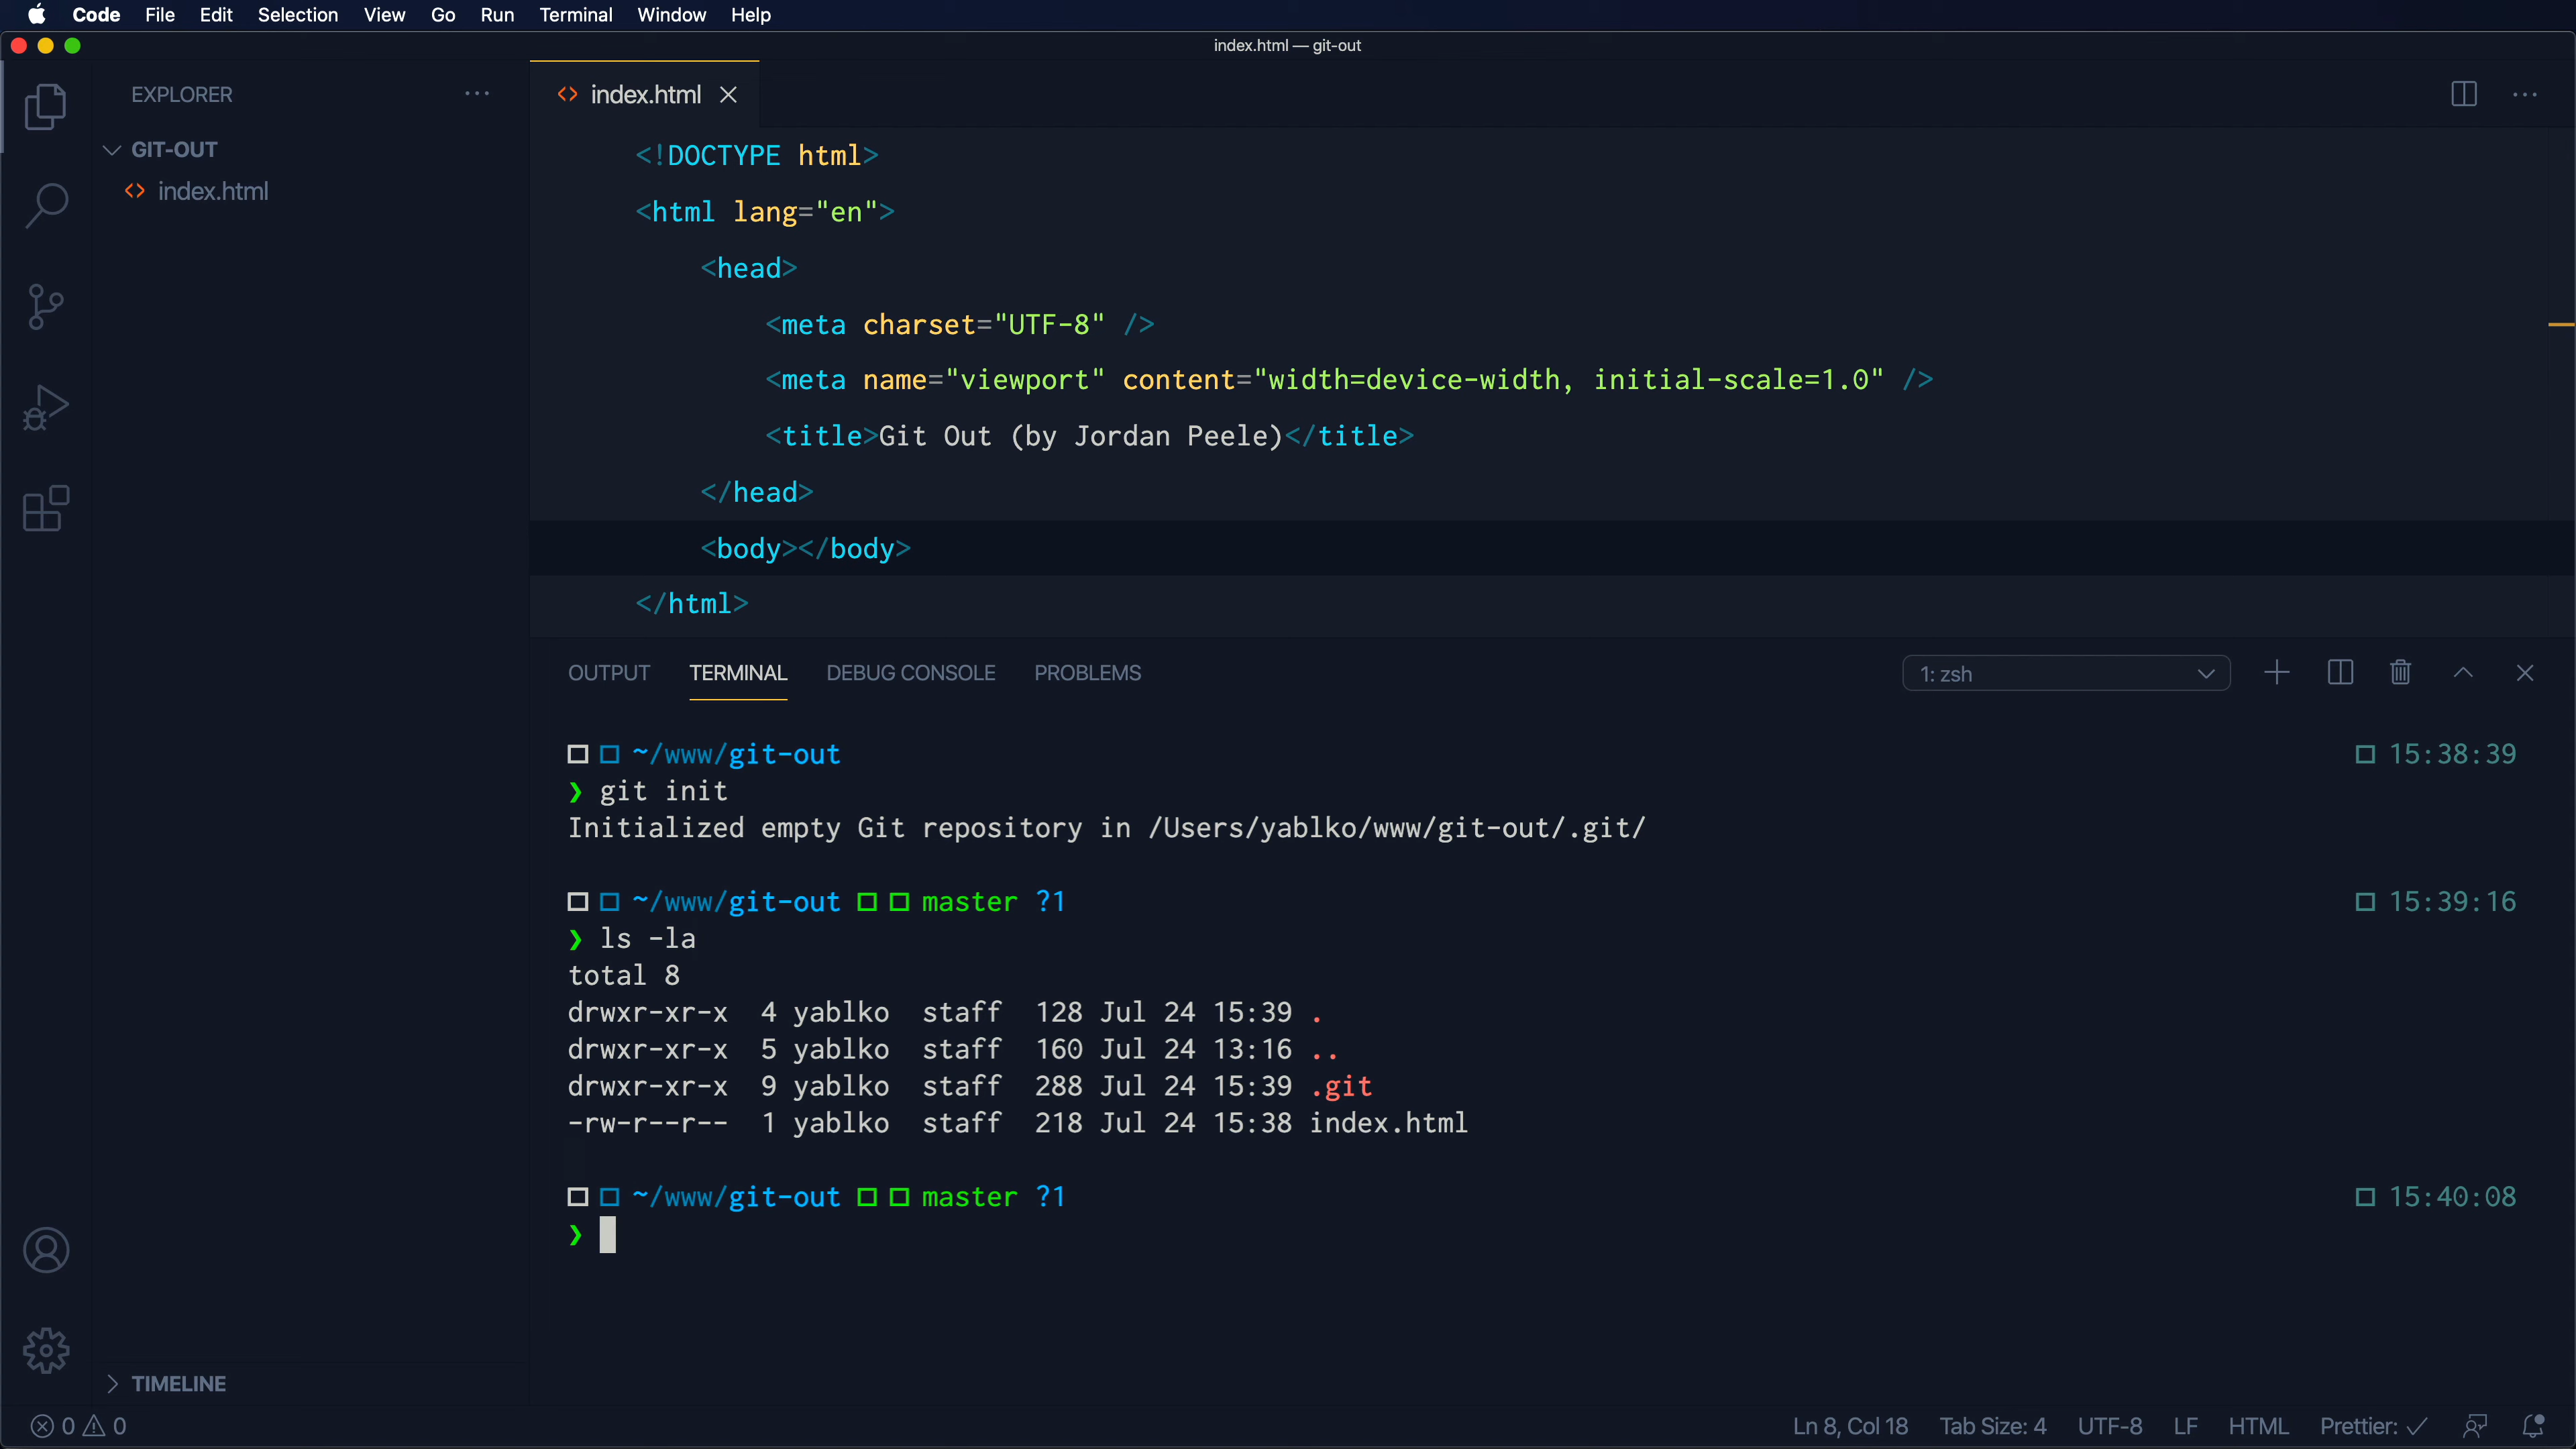 Code File Edit Selection View Go Run Terminal Window Help
index.html — git-out
EXPLORER
GIT-OUT
index.html
TIMELINE
index.html
<!DOCTYPE html>
<html lang="en">
<head>
<meta charset="UTF-8" />
<meta name="viewport" content="width=device-width, initial-scale=1.0" />
<title>Git Out (by Jordan Peele)</title>
</head>
<body></body>
</html>
OUTPUT TERMINAL DEBUG CONSOLE PROBLEMS 1: zsh
~/www/git-out 15:38:39
❯ git init
Initialized empty Git repository in /Users/yablko/www/git-out/.git/
~/www/git-out master ?1 15:39:16
❯ ls -la
total 8
drwxr-xr-x 4 yablko staff 128 Jul 24 15:39 .
drwxr-xr-x 5 yablko staff 160 Jul 24 13:16 ..
drwxr-xr-x 9 yablko staff 288 Jul 24 15:39 .git
-rw-r--r-- 1 yablko staff 218 Jul 24 15:38 index.html
~/www/git-out master ?1 15:40:08
❯
0 0 Ln 8, Col 18 Tab Size: 4 UTF-8 LF HTML Prettier: ✓